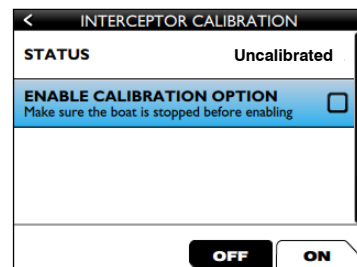 < INTERCEPTOR CALIBRATION
STATUS Uncalibrated
ENABLE CALIBRATION OPTION
Make sure the boat is stopped before enabling
OFF ON